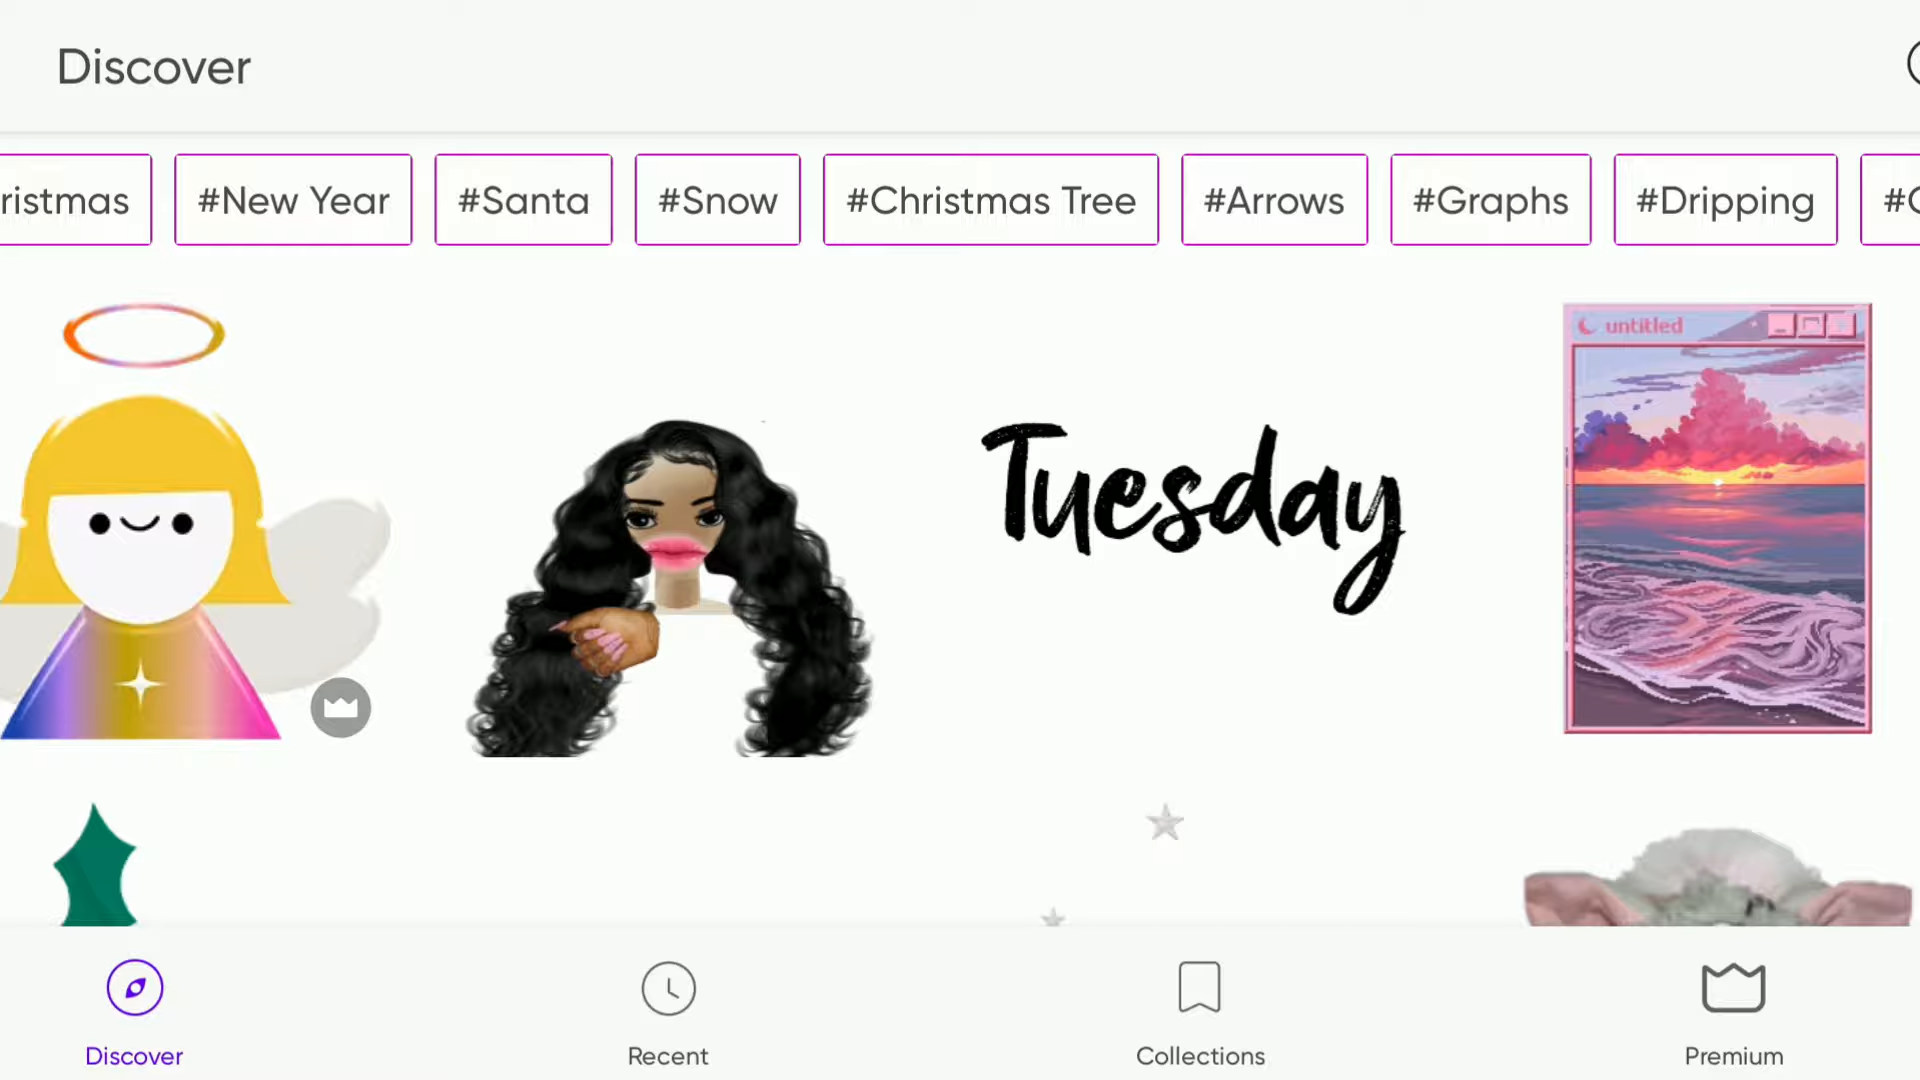 Discover
ristmas
#New Year
#Santa
#Snow
#Christmas Tree
#Arrows
#Graphs
#Dripping
untitled
Tuesday
Discover
Recent
Collections
Premium